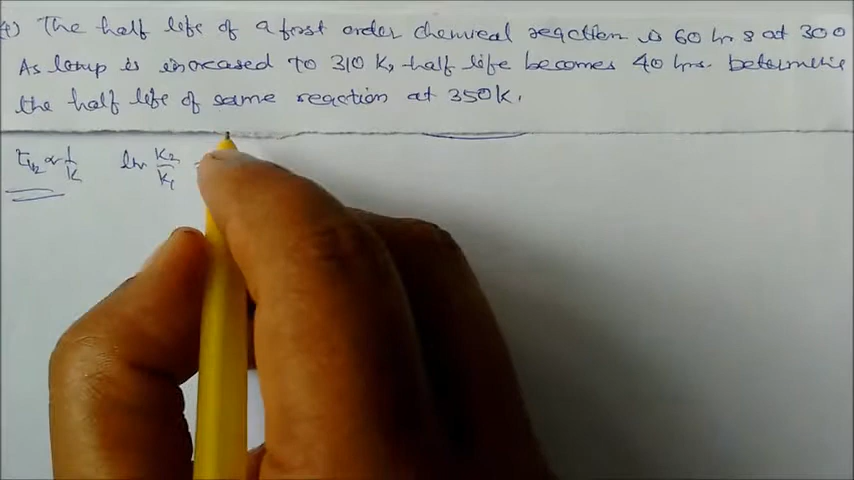 4) The half life of a first order chemical reaction is 60 hrs at 300
As temp is increased to 310 K, half life becomes 40 hrs. Determine
the half life of same reaction at 350K.
t1/2 ∝ 1/K ln K2/K1 =